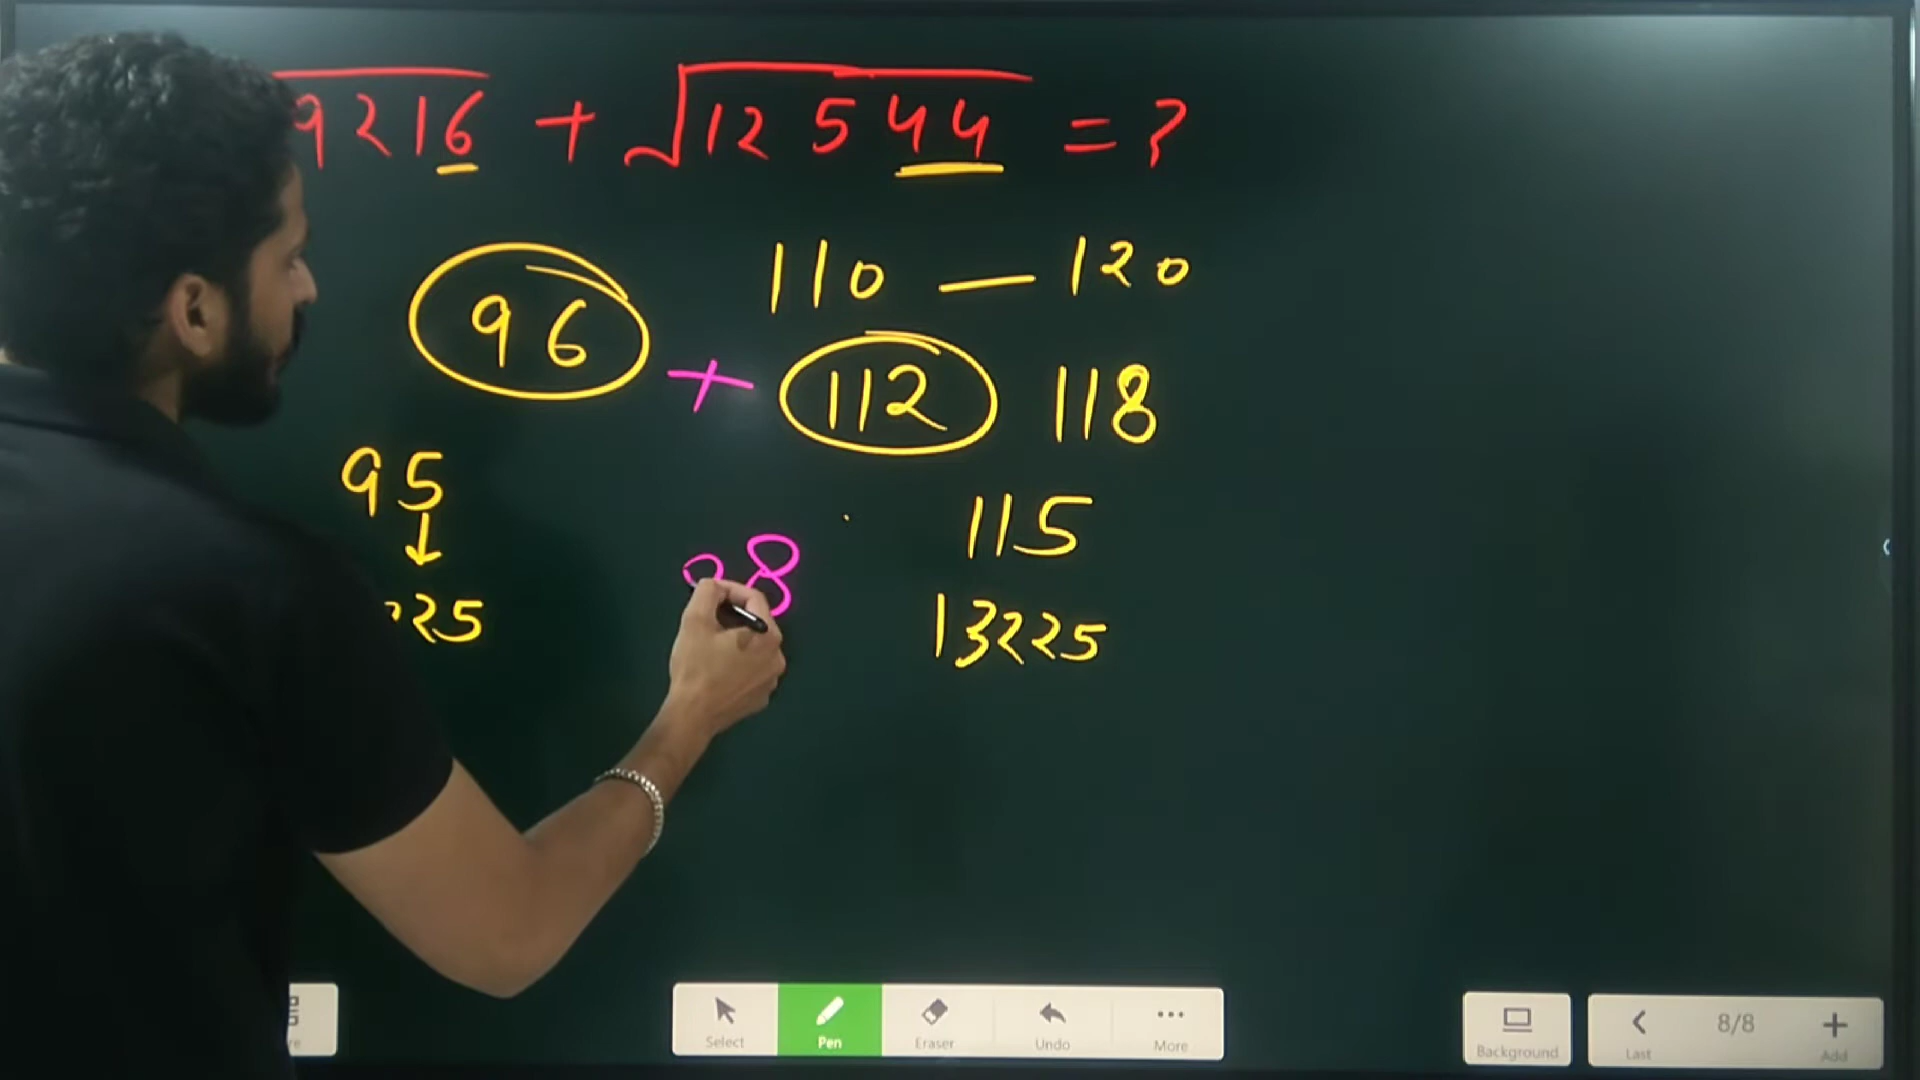 9216 + √12544 = ?
110 — 120
96 + 112 118
95
115
8
225
13225
Select Pen Eraser Undo More
Background
Last 8/8 Add